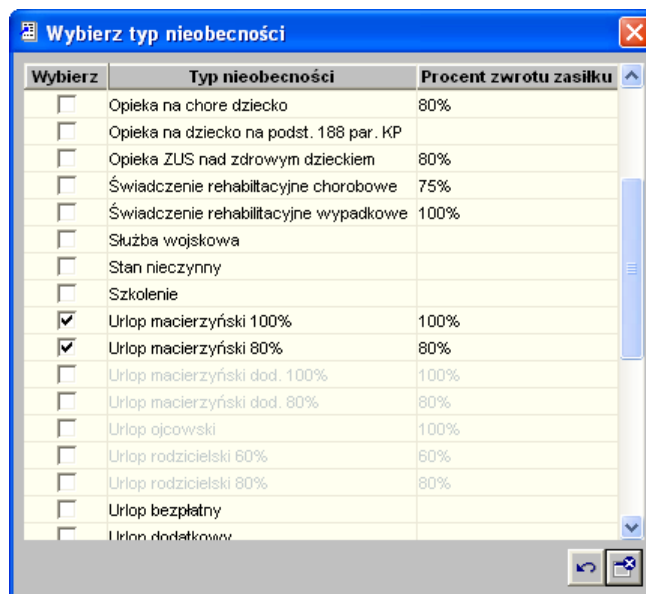 Wybierz typ nieobecności
Wybierz Typ nieobecności Procent zwrotu zasiłku
Opieka na chore dziecko 80%
Opieka na dziecko na podst. 188 par. KP
Opieka ZUS nad zdrowym dzieckiem 80%
Świadczenie rehabiltacyjne chorobowe 75%
Świadczenie rehabilitacyjne wypadkowe 100%
Służba wojskowa
Stan nieczynny
Szkolenie
Urlop macierzyński 100% 100%
Urlop macierzyński 80% 80%
Urlop macierzyński dod. 100% 100%
Urlop macierzyński dod. 80% 80%
Urlop ojcowski 100%
Urlop rodzicielski 60% 60%
Urlop rodzicielski 80% 80%
Urlop bezpłatny
Urlop dodatkowy